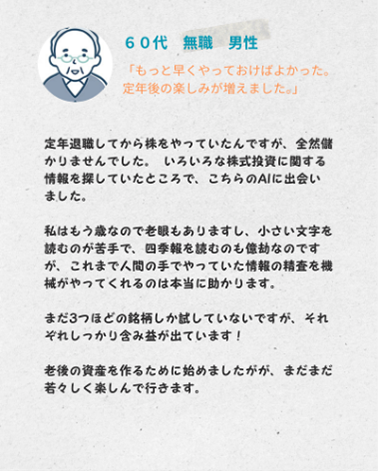 ６０代　無職　男性
「もっと早くやっておけばよかった。
定年後の楽しみが増えました。」
定年退職してから株をやっていたんですが、全然儲
かりませんでした。 いろいろな株式投資に関する
情報を探していたところで、こちらのAIに出会い
ました。
私はもう歳なので老眼もありますし、小さい文字を
読むのが苦手で、四季報を読むのも億劫なのです
が、これまで人間の手でやっていた情報の精査を機
械がやってくれるのは本当に助かります。
まだ3つほどの銘柄しか試していないですが、それ
ぞれしっかり含み益が出ています！
老後の資産を作るために始めましたがが、まだまだ
若々しく楽しんで行きます。